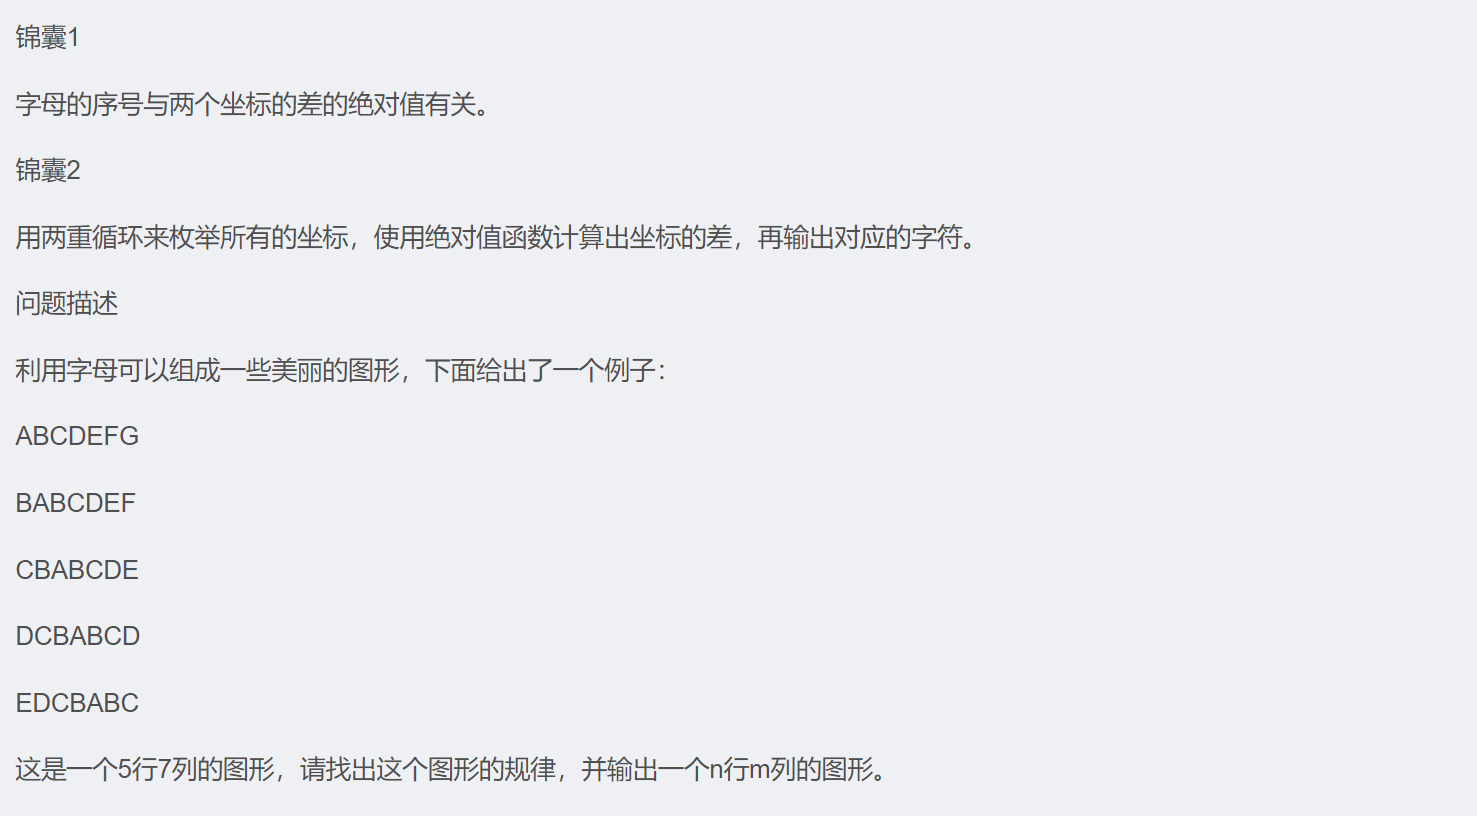 锦囊1
字母的序号与两个坐标的差的绝对值有关。
锦囊2
用两重循环来枚举所有的坐标，使用绝对值函数计算出坐标的差，再输出对应的字符。
问题描述
利用字母可以组成一些美丽的图形，下面给出了一个例子：
ABCDEFG
BABCDEF
CBABCDE
DCBABCD
EDCBABC
这是一个5行7列的图形，请找出这个图形的规律，并输出一个n行m列的图形。